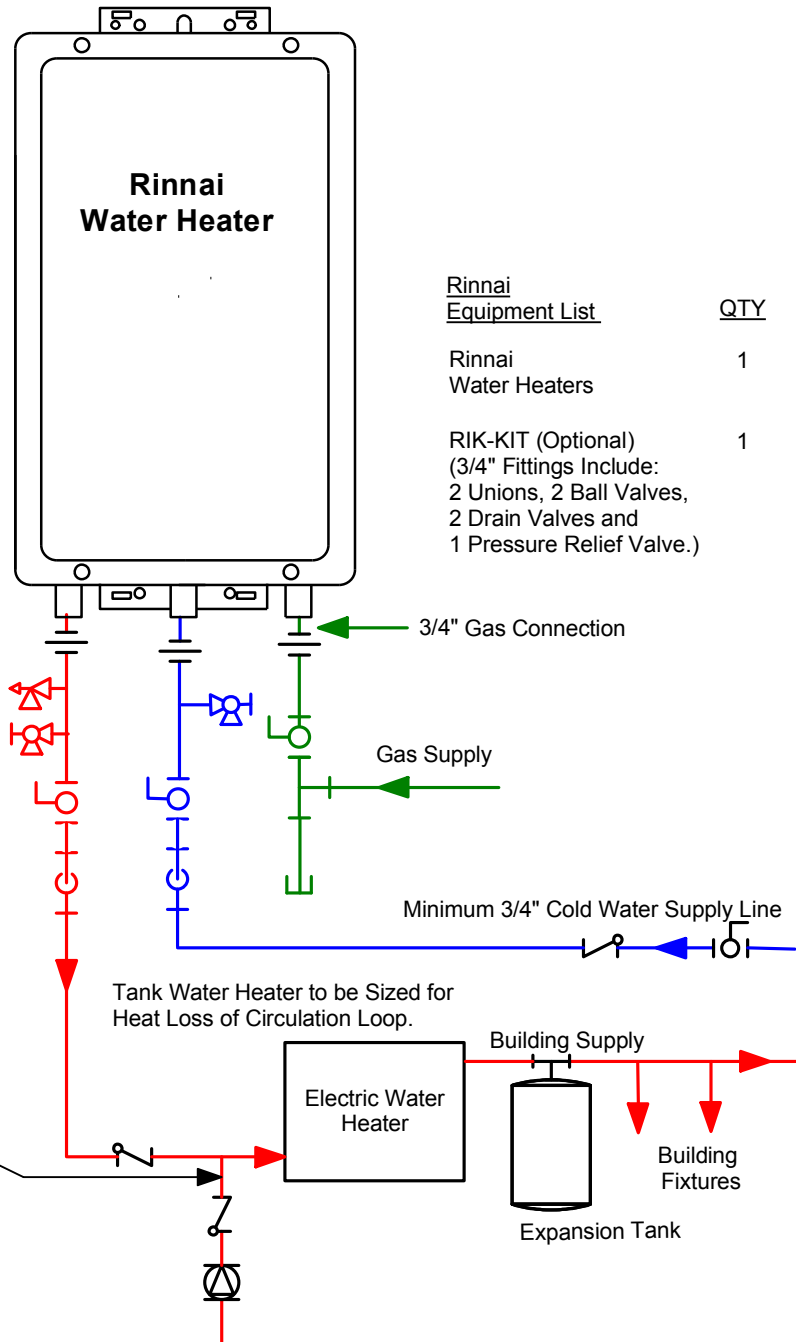 Rinnai
Water Heater
Rinnai
Equipment List QTY
Rinnai 1
Water Heaters
RIK-KIT (Optional) 1
(3/4" Fittings Include:
2 Unions, 2 Ball Valves,
2 Drain Valves and
1 Pressure Relief Valve.)
3/4" Gas Connection
Gas Supply
Minimum 3/4" Cold Water Supply Line
Tank Water Heater to be Sized for
Heat Loss of Circulation Loop.
Building Supply
Electric Water
Heater
Building
Fixtures
Expansion Tank